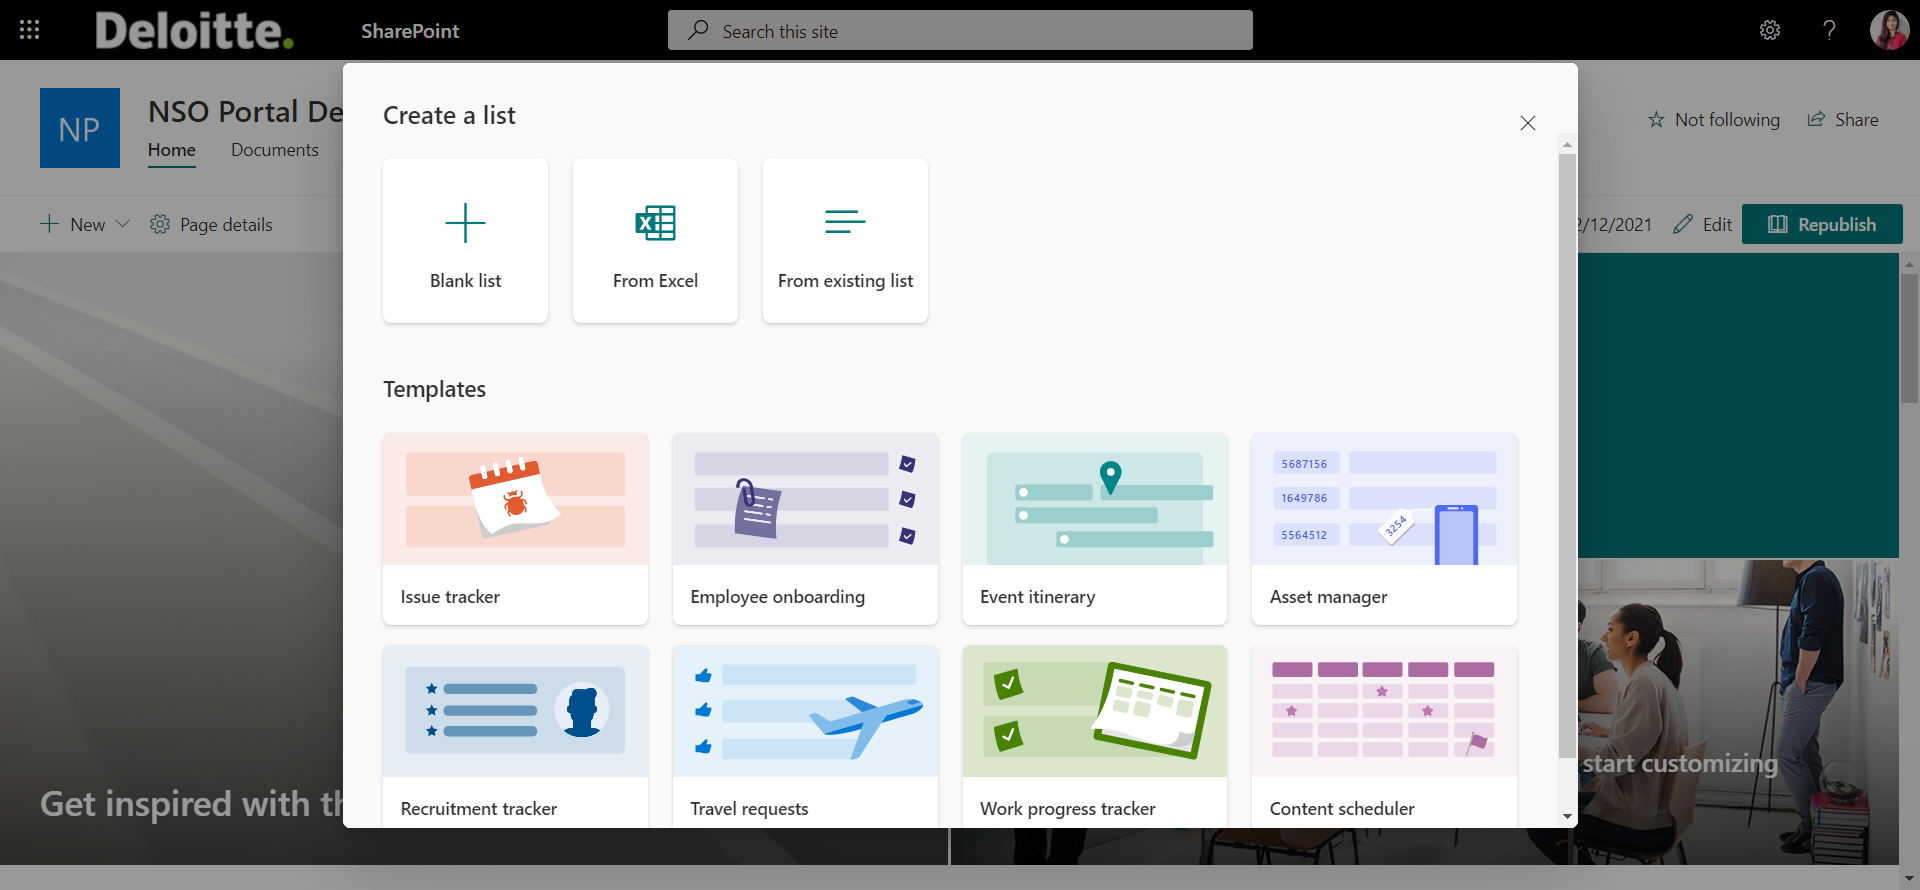 Deloitte.
SharePoint
Search this site
NP
NSO Portal De
Home
Documents
Not following
Share
New
Page details
2/12/2021
Edit
Republish
Create a list
Blank list
From Excel
From existing list
Templates
5687156
1649786
5564512
3254
Issue tracker
Employee onboarding
Event itinerary
Asset manager
Recruitment tracker
Travel requests
Work progress tracker
Content scheduler
Get inspired with th
start customizing